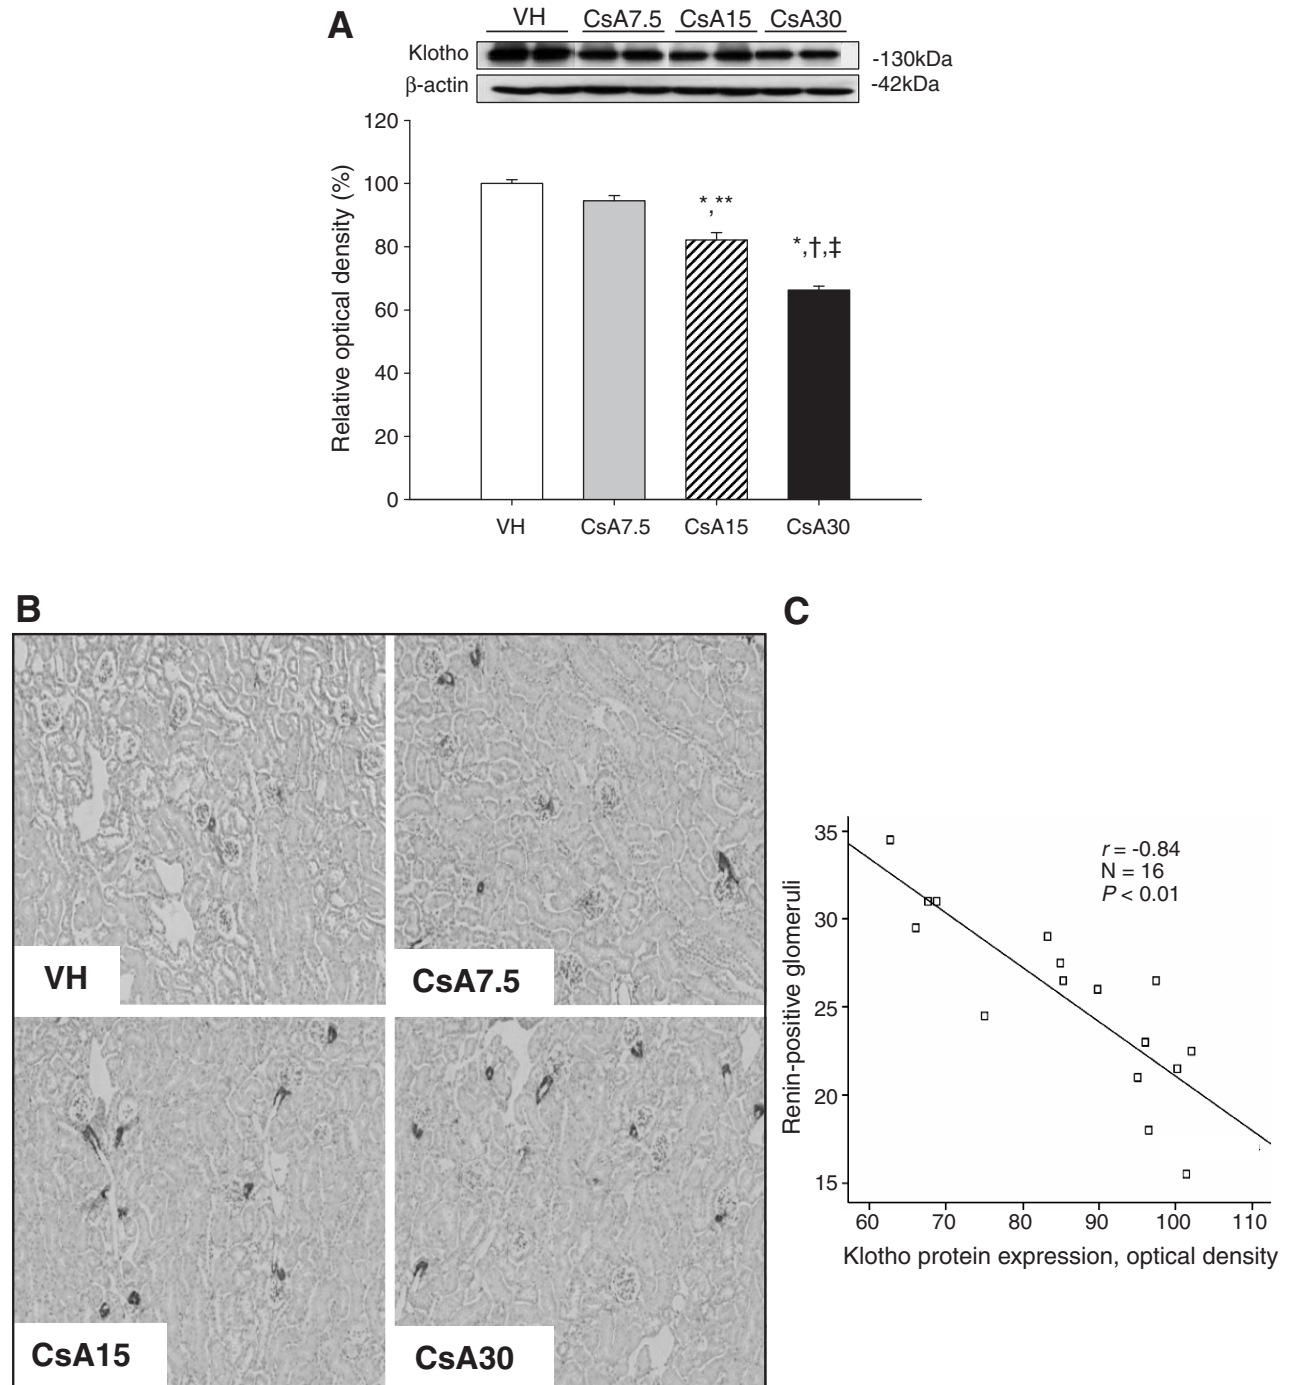 A
VH CsA7.5 CsA15 CsA30
Klotho
-130kDa
β-actin
-42kDa
120
100
80
60
40
20
0
Relative optical density (%)
*,**
*,†,‡
VH CsA7.5 CsA15 CsA30
B
VH
CsA7.5
CsA15
CsA30
C
r = -0.84
N = 16
P < 0.01
35
30
25
20
15
Renin-positive glomeruli
60 70 80 90 100 110
Klotho protein expression, optical density